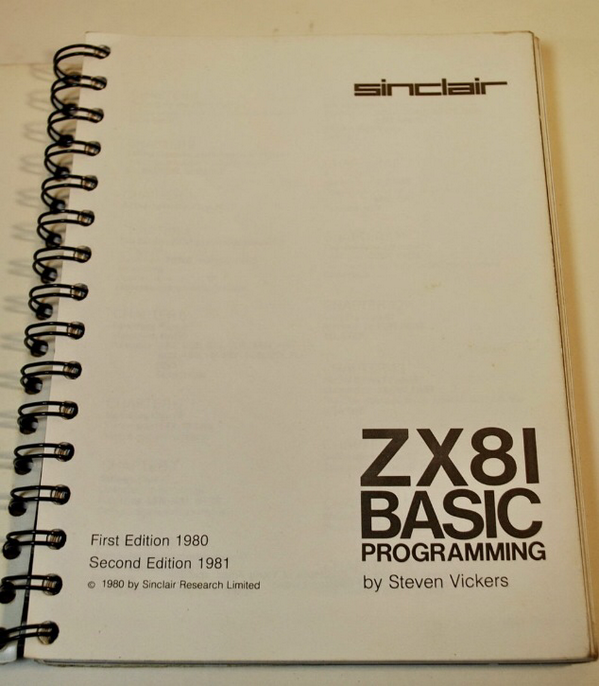 sinclair
ZX81
BASIC
PROGRAMMING
by Steven Vickers
First Edition 1980
Second Edition 1981
© 1980 by Sinclair Research Limited